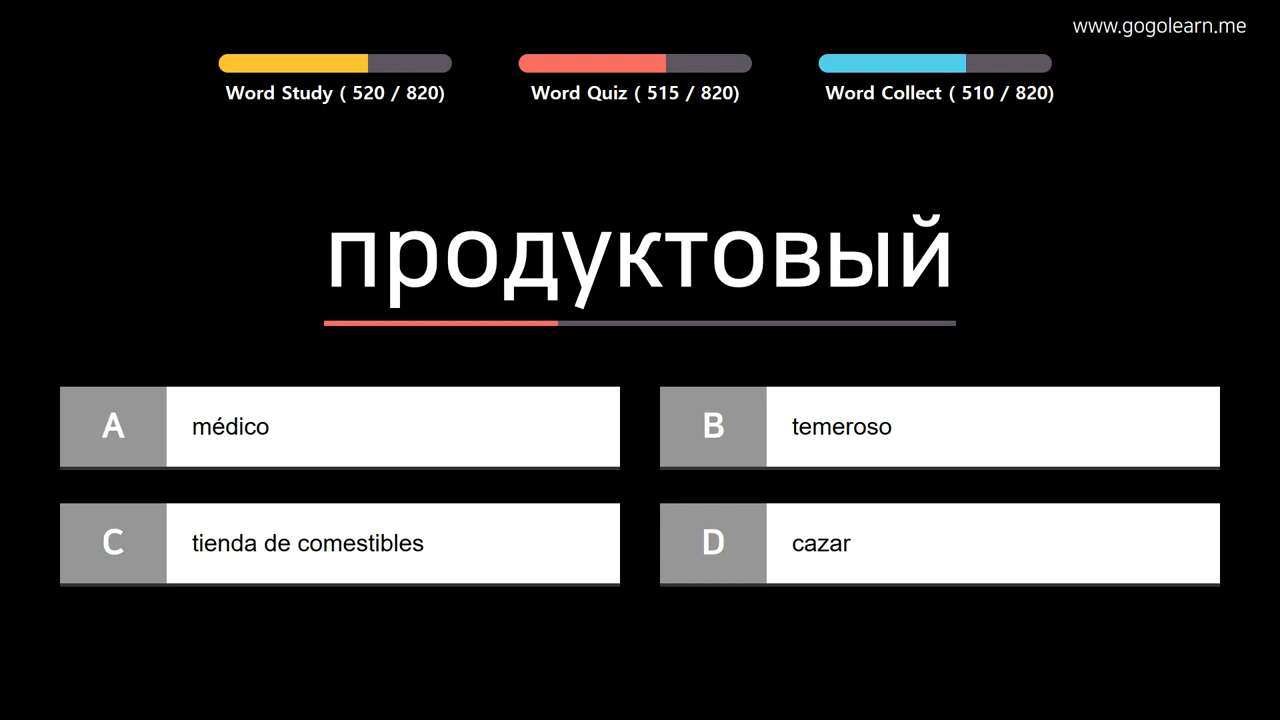 www.gogolearn.me
Word Study ( 520 / 820)
Word Quiz ( 515 / 820)
Word Collect ( 510 / 820)
продуктовый
A médico
B temeroso
C tienda de comestibles
D cazar